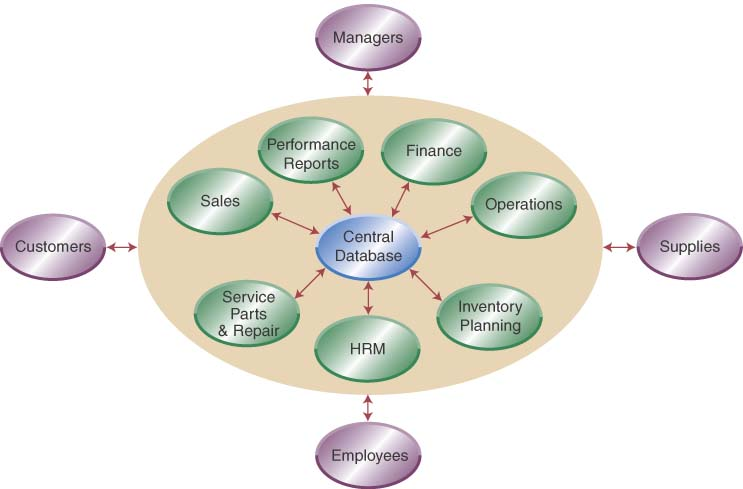 Managers
Performance
Reports
Finance
Sales
Operations
Customers
Central
Database
Supplies
Service
Parts
& Repair
Inventory
Planning
HRM
Employees